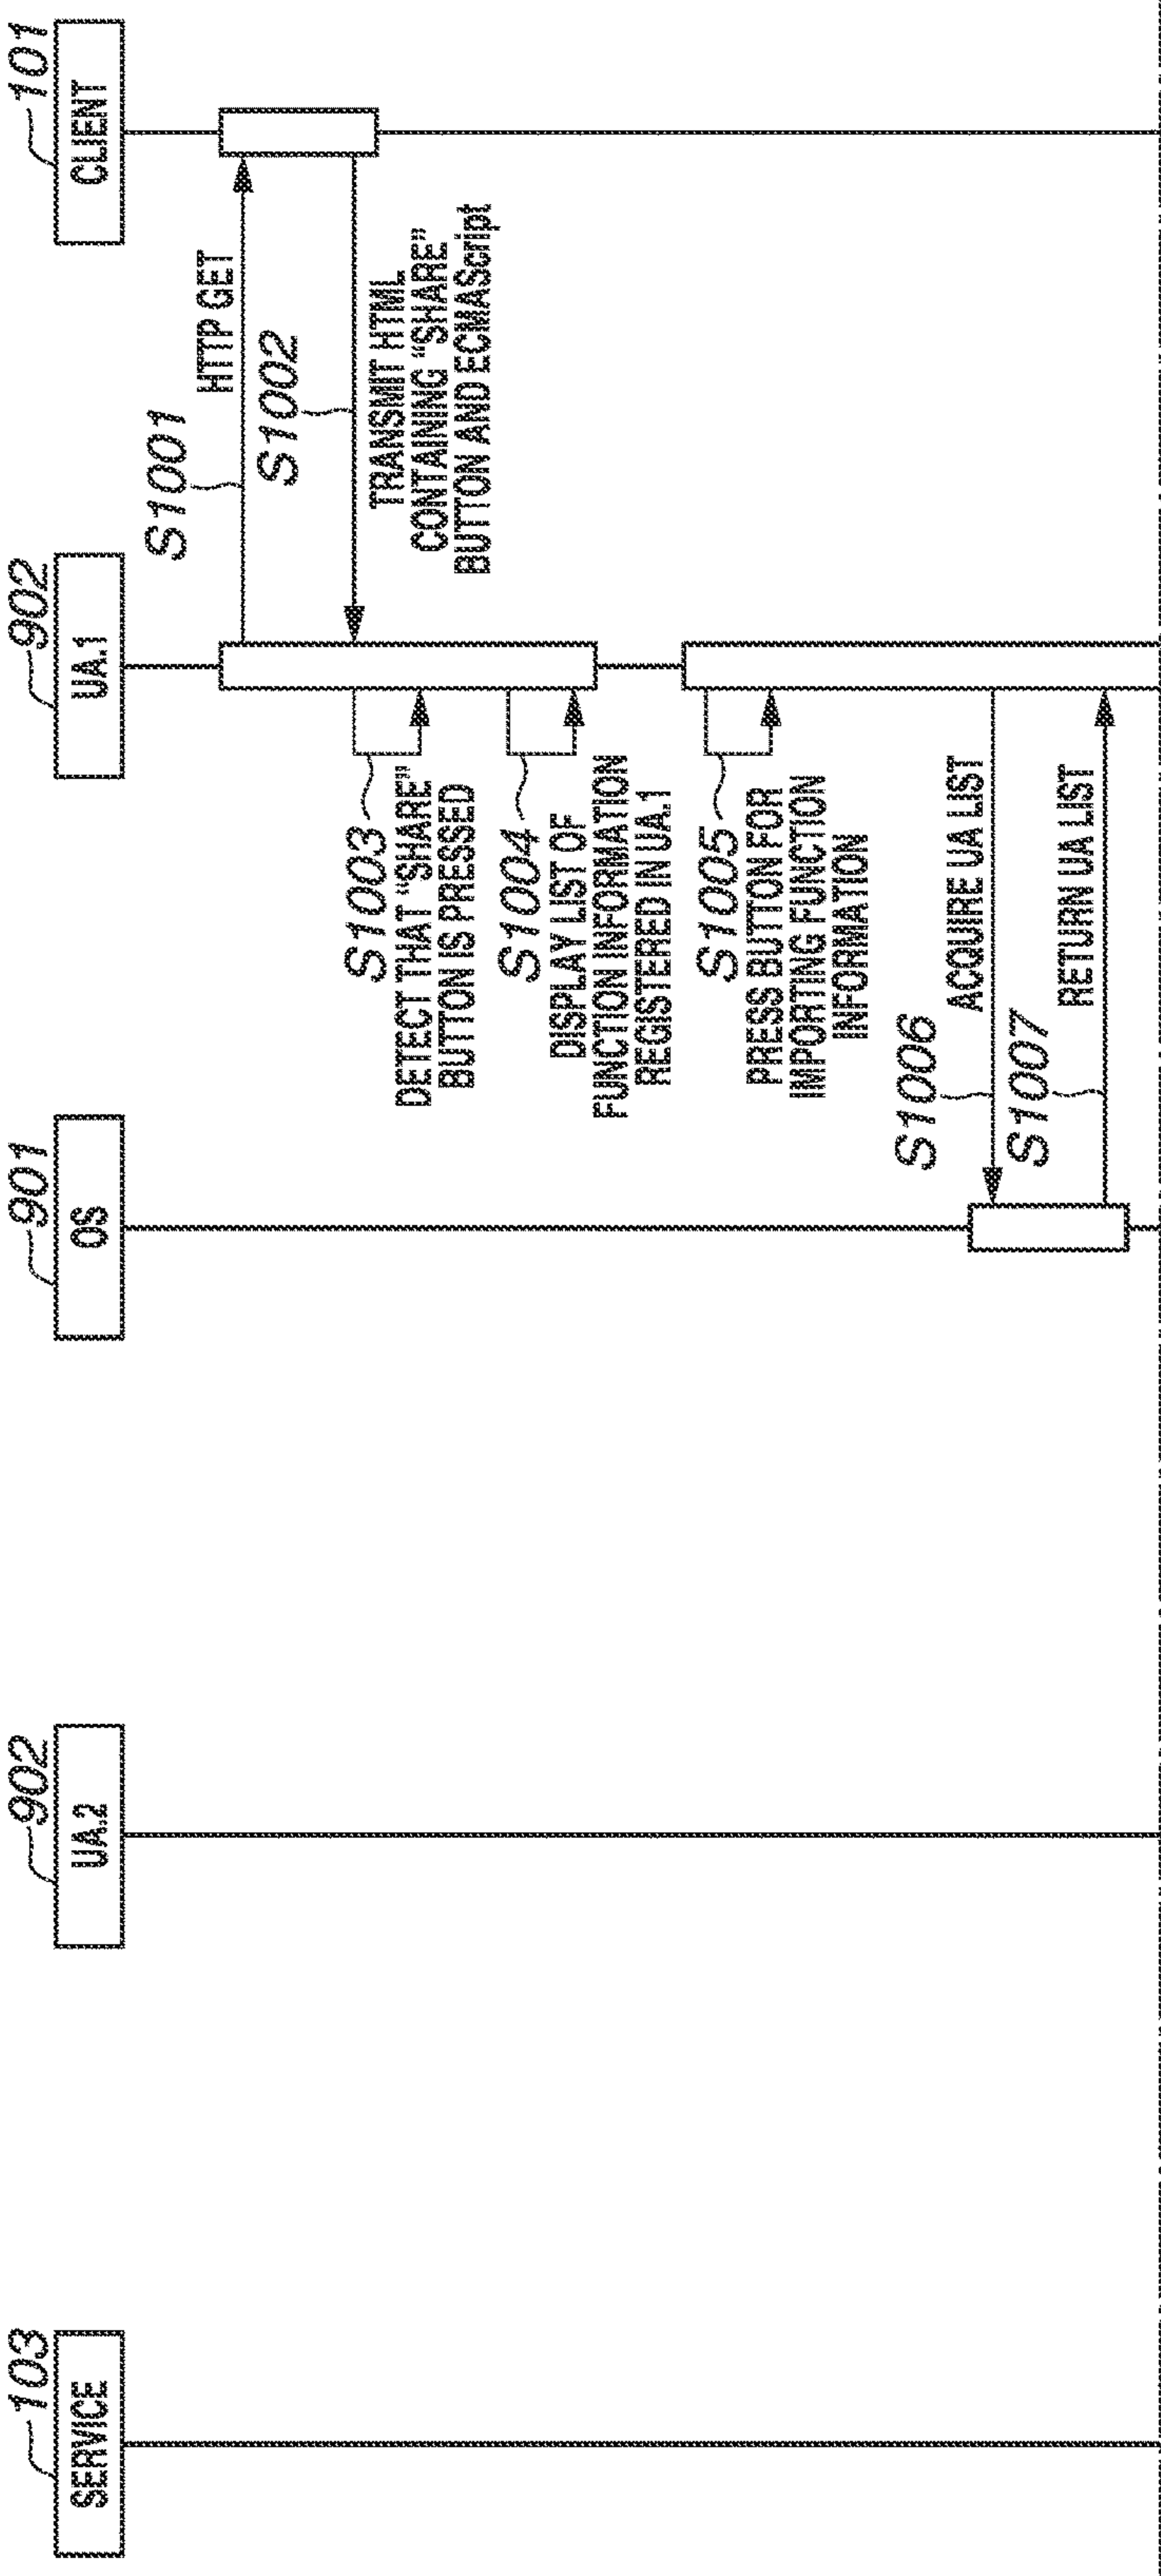 103
SERVICE
902
UA.2
901
OS
902
UA.1
101
CLIENT
S1001
HTTP GET
S1002
TRANSMIT HTML
CONTAINING “SHARE”
BUTTON AND ECMAScript
S1003
DETECT THAT “SHARE”
BUTTON IS PRESSED
S1004
DISPLAY LIST OF
FUNCTION INFORMATION
REGISTERED IN UA.1
S1005
PRESS BUTTON FOR
IMPORTING FUNCTION
INFORMATION
S1006
ACQUIRE UA LIST
S1007
RETURN UA LIST